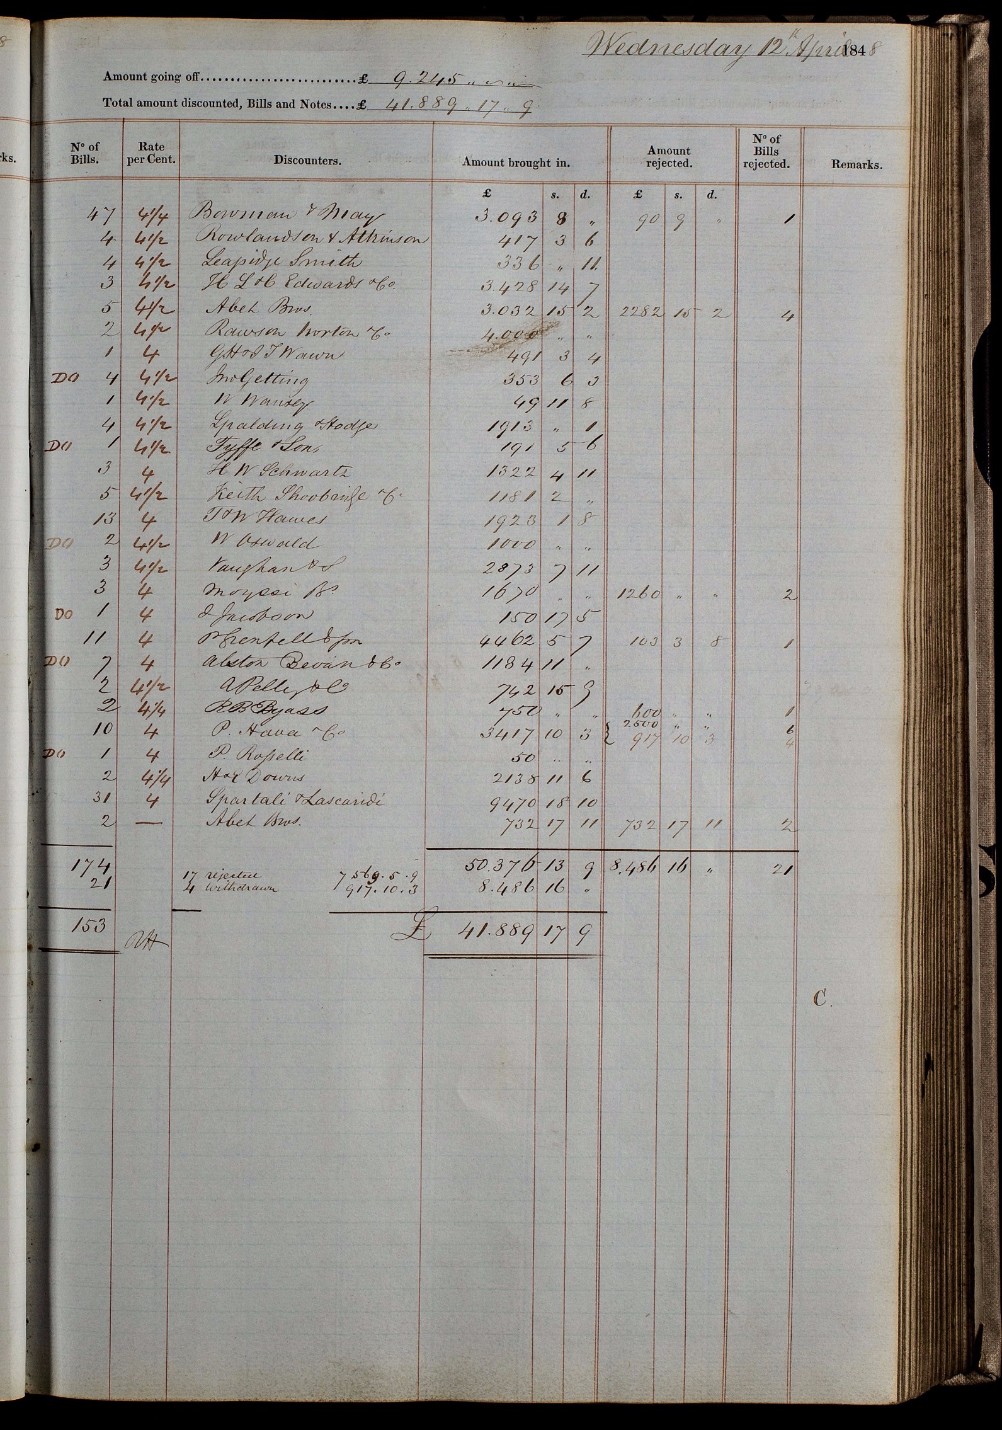 8
ks.
Wednesday 12th April 1848
Amount going off..........................£ 9.245 " — " —
Total amount discounted, Bills and Notes....£ 41.889 " 17 " 9
No of Bills. Rate per Cent. Discounters. Amount brought in. Amount rejected. No of Bills rejected. Remarks.
£ s. d. £ s. d.
47 4¼ Bowman & May 3.093 8 " 90 9 " 1
4 4½ Rowlandson & Atkinson 417 3 6
4 4½ Leapidge Smith 336 " 11
3 4½ H L & C Edwards & Co. 3.428 14 7
5 4½ Abet Bros. 3.032 15 2 2282 15 2 4
2 4½ Rawson Norton & Co 4.000 " "
1 4 G H & J T Wawn 491 3 4
DO 4 4½ Jno Getting 353 6 3
1 4½ W Wansey 49 11 8
4 4½ Spalding & Hodge 1913 " 1
DO 1 4½ Fyffe & Sons 191 5 6
3 4 H W Schwartz 1322 4 11
5 4½ Keith Shoobridge & Co 1181 2 "
13 4 T & W Hawes 1923 1 8
DO 2 4½ W Oswald 1000 " "
3 4½ Vaughan & S 2873 7 11
3 4 Moyssi 1670 " " 1260 " " 2
DO 1 4 J Jacobson 150 17 5
11 4 P Grenfell & Son 4462 5 7 103 3 8 1
DO 7 4 Alston Bevan & Co 1184 11 "
2 4½ A Pelly & Co 742 15 9
2 4¼ R B Byass 750 " " 600 " " 1
10 4 P. Hava & Co 3417 10 3 { 2500 " " 6
917 10 3 4
DO 1 4 P. Roselli 50 " "
2 4¼ H & E Downs 2138 11 6
31 4 Spartali & Lascaridi 9470 18 10
2 — Abet Bros. 732 17 11 732 17 11 2
174 50.376 13 9 8.486 16 " 21
21 17 rejected 7569.5.9 8.486 16 "
4 withdrawn 917.10.3
153 £ 41.889 17 9
RH
C.